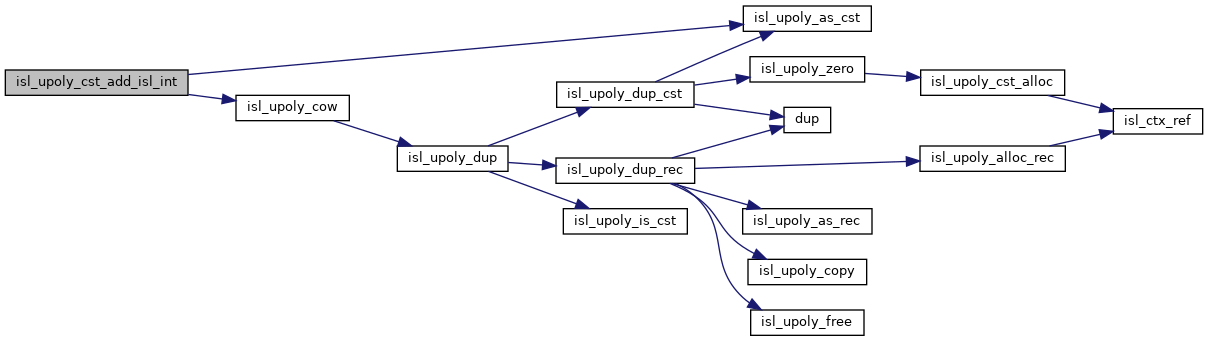 isl_upoly_cst_add_isl_int
isl_upoly_as_cst
isl_upoly_cow
isl_upoly_dup
isl_upoly_dup_cst
isl_upoly_zero
isl_upoly_cst_alloc
isl_ctx_ref
dup
isl_upoly_dup_rec
isl_upoly_alloc_rec
isl_upoly_is_cst
isl_upoly_as_rec
isl_upoly_copy
isl_upoly_free